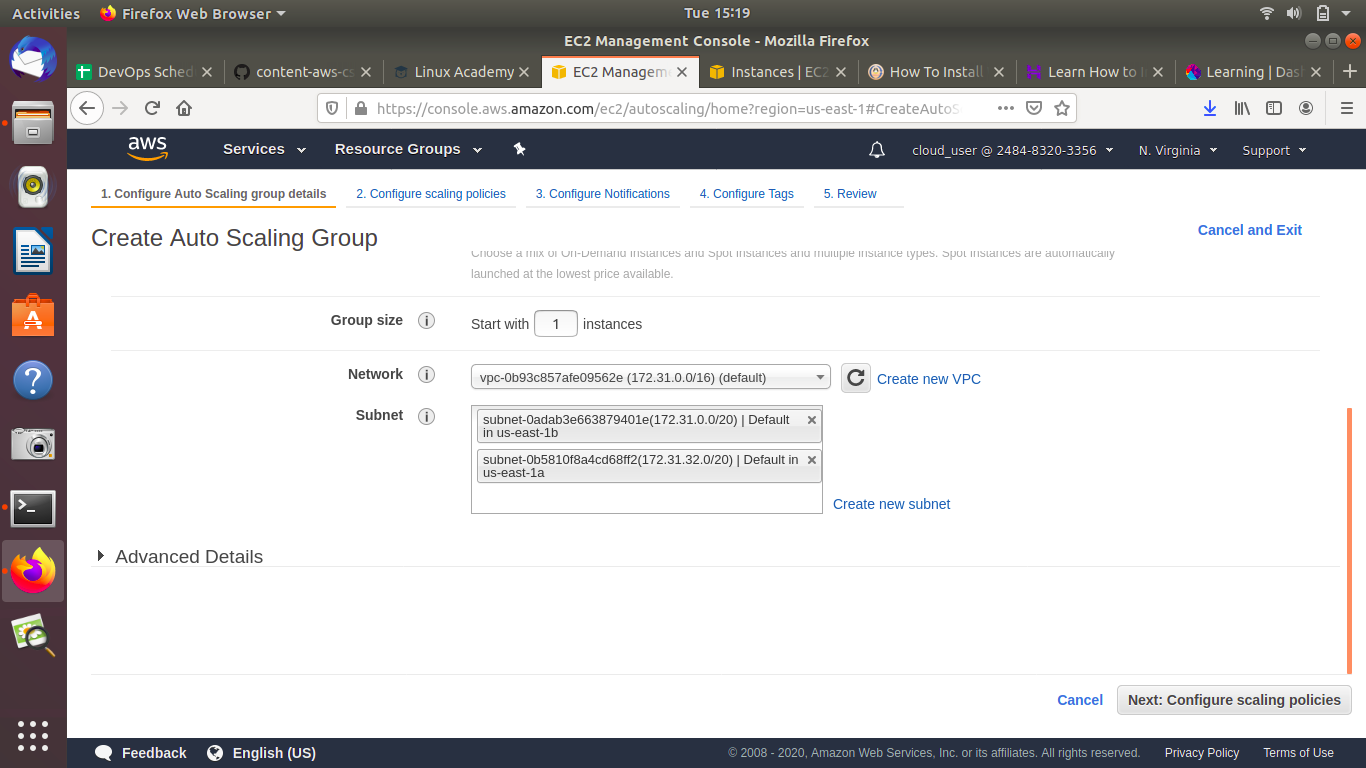 Activities
Firefox Web Browser
Tue 15:19
EC2 Management Console - Mozilla Firefox
DevOps Sched
content-aws-cs
Linux Academy
EC2 Managem
Instances | EC2
How To Install
Learn How to I
Learning | Das
https://console.aws.amazon.com/ec2/autoscaling/home?region=us-east-1#CreateAutoS
aws
Services
Resource Groups
cloud_user @ 2484-8320-3356
N. Virginia
Support
1. Configure Auto Scaling group details
2. Configure scaling policies
3. Configure Notifications
4. Configure Tags
5. Review
Create Auto Scaling Group
Cancel and Exit
Choose a mix of On-Demand Instances and Spot Instances and multiple instance types. Spot Instances are automatically
launched at the lowest price available.
Group size
Start with 1 instances
Network
vpc-0b93c857afe09562e (172.31.0.0/16) (default)
Create new VPC
Subnet
subnet-0adab3e663879401e(172.31.0.0/20) | Default
in us-east-1b
subnet-0b5810f8a4cd68ff2(172.31.32.0/20) | Default in
us-east-1a
Create new subnet
Advanced Details
Cancel
Next: Configure scaling policies
Feedback
English (US)
© 2008 - 2020, Amazon Web Services, Inc. or its affiliates. All rights reserved.
Privacy Policy
Terms of Use